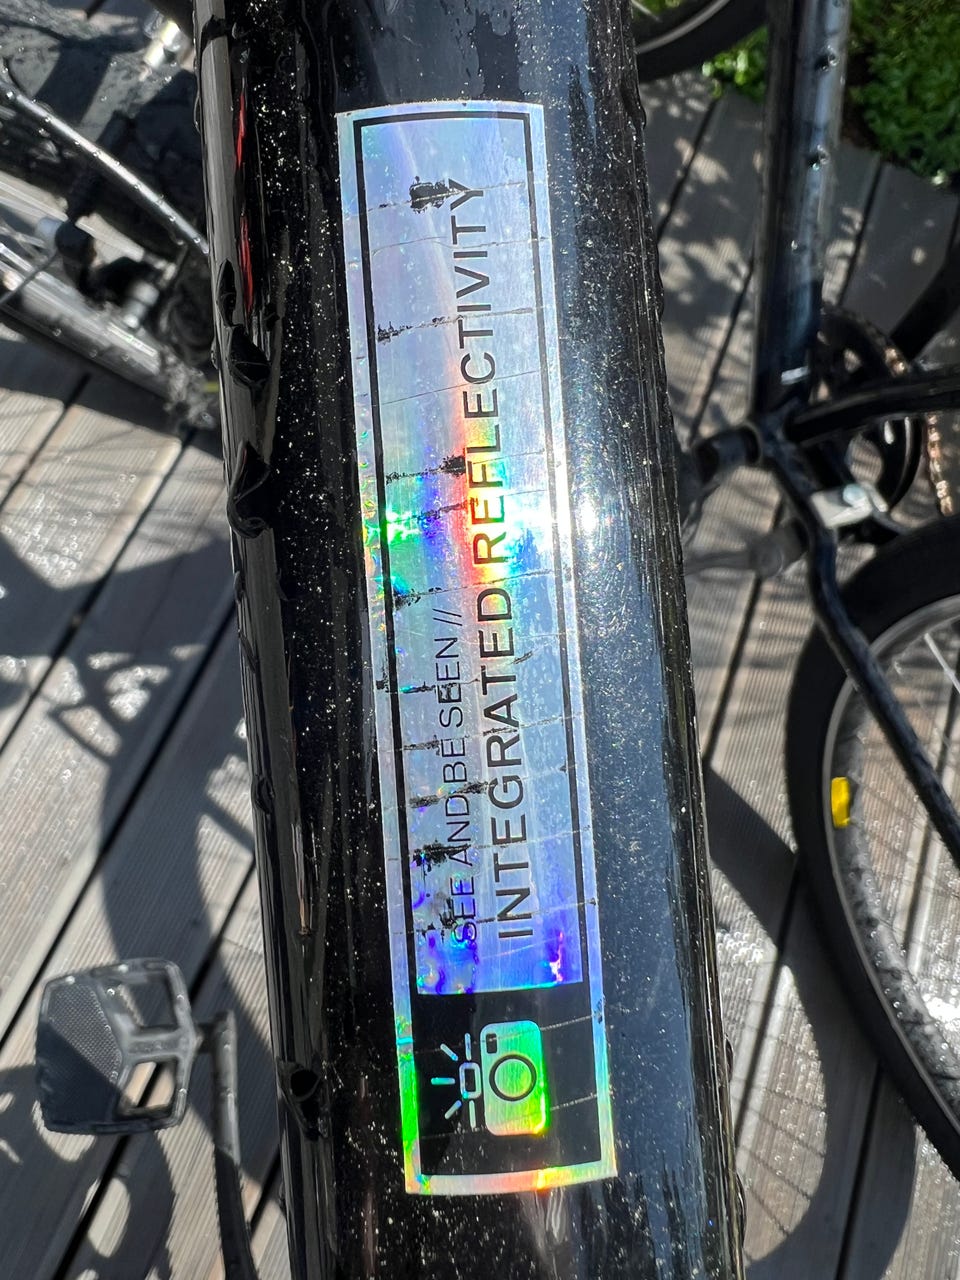 SEE AND BE SEEN //
INTEGRATED REFLECTIVITY